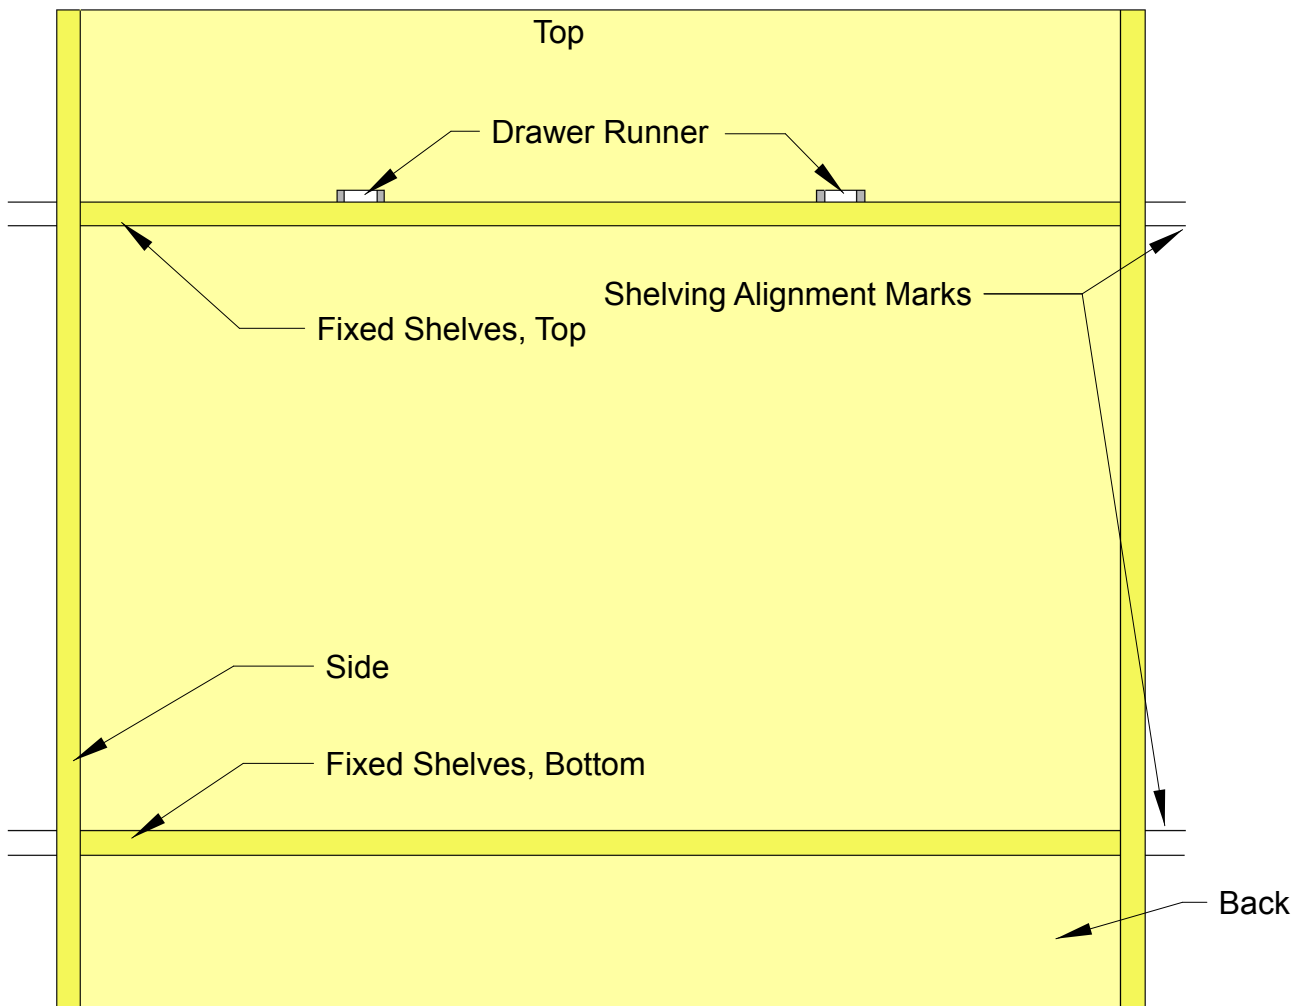 Top
Drawer Runner
Shelving Alignment Marks
Fixed Shelves, Top
Side
Fixed Shelves, Bottom
Back